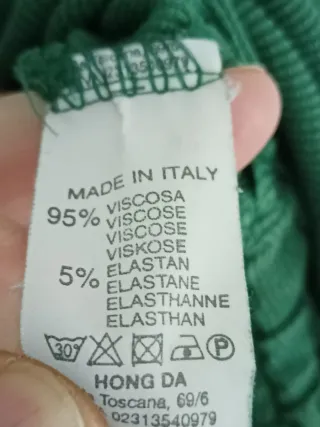 02313540979
MADE IN ITALY
95% VISCOSA
VISCOSE
VISCOSE
VISKOSE
5% ELASTAN
ELASTANE
ELASTHANNE
ELASTHAN
30° P
HONG DA
Toscana, 69/6
02313540979